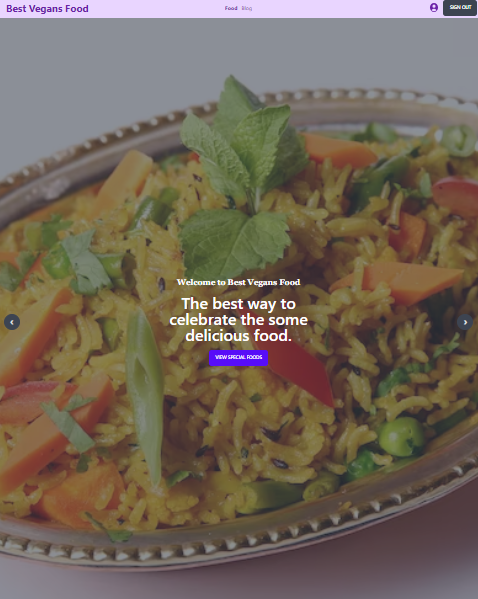 Best Vegans Food
Food Blog
SIGN OUT
Welcome to Best Vegans Food
The best way to
celebrate the some
delicious food.
VIEW SPECIAL FOODS